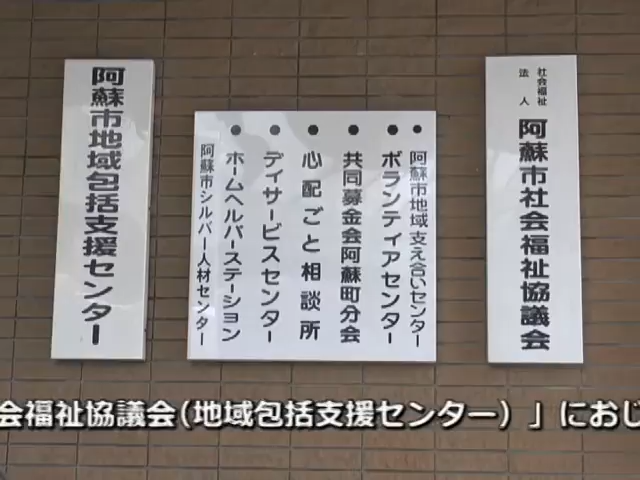 社会福祉
法人
阿蘇市社会福祉協議会
●阿蘇市地域支え合いセンター
●ボランティアセンター
●共同募金会阿蘇町分会
●心配ごと相談所
●デイサービスセンター
●ホームヘルパーステーション
阿蘇市シルバー人材センター
阿蘇市地域包括支援センター
会福祉協議会(地域包括支援センター）」におじ